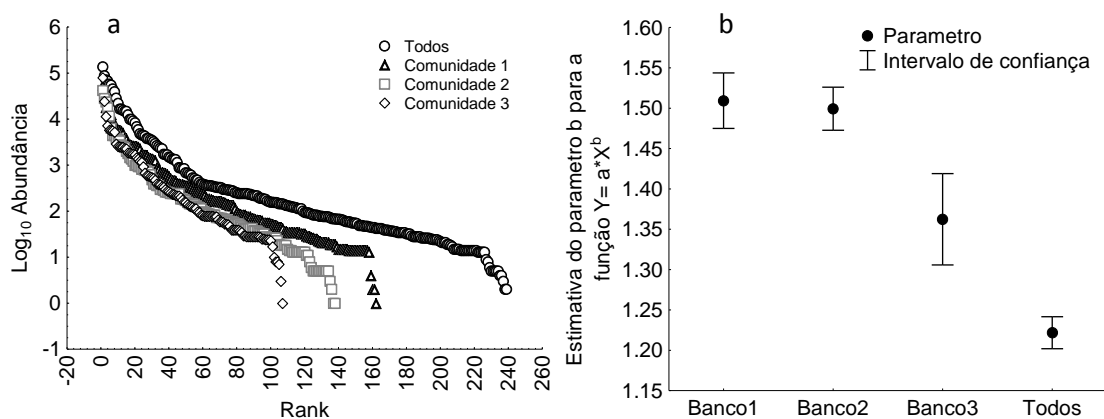 a
6
5
4
3
2
1
0
-1
Log10 Abundância
Todos
Comunidade 1
Comunidade 2
Comunidade 3
-20
0
20
40
60
80
100
120
140
160
180
200
220
240
260
Rank
b
1.60
1.55
1.50
1.45
1.40
1.35
1.30
1.25
1.20
1.15
Estimativa do parametro b para a
função Y= a*X^b
Parametro
Intervalo de confiança
Banco1
Banco2
Banco3
Todos